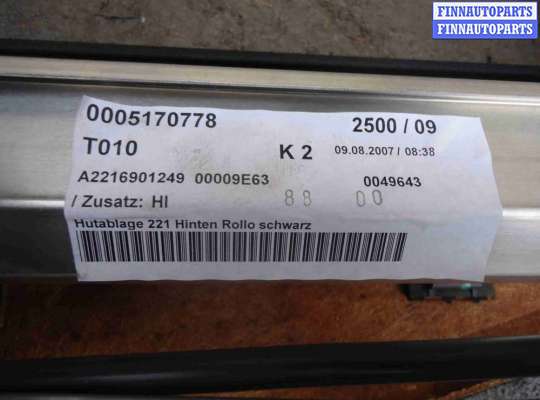 FINNAUTOPARTS
FINNAUTOPARTS
0005170778 2500 / 09
T010 K 2 09.08.2007 / 08:38
A2216901249 00009E63 0049643
/ Zusatz: HI 88 00
Hutablage 221 Hinten Rollo schwarz